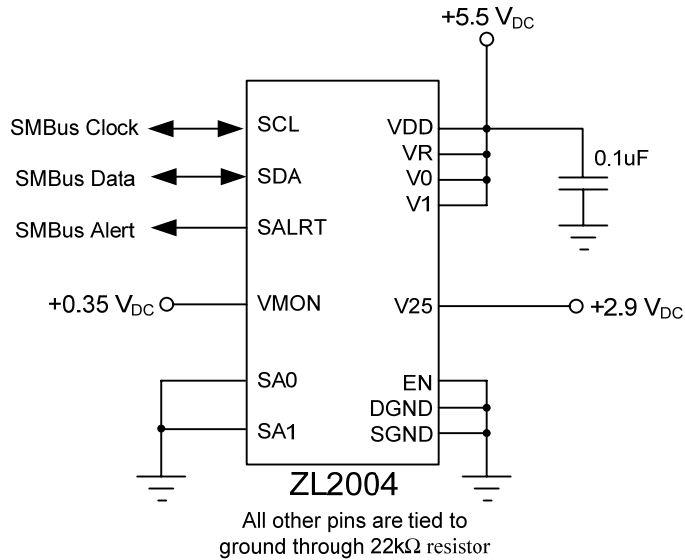 +5.5 VDC
SMBus Clock
SCL
VDD
0.1uF
VR
SMBus Data
SDA
V0
V1
SMBus Alert
SALRT
+0.35 VDC
VMON
V25
+2.9 VDC
SA0
EN
DGND
SA1
SGND
ZL2004
All other pins are tied to
ground through 22kΩ resistor